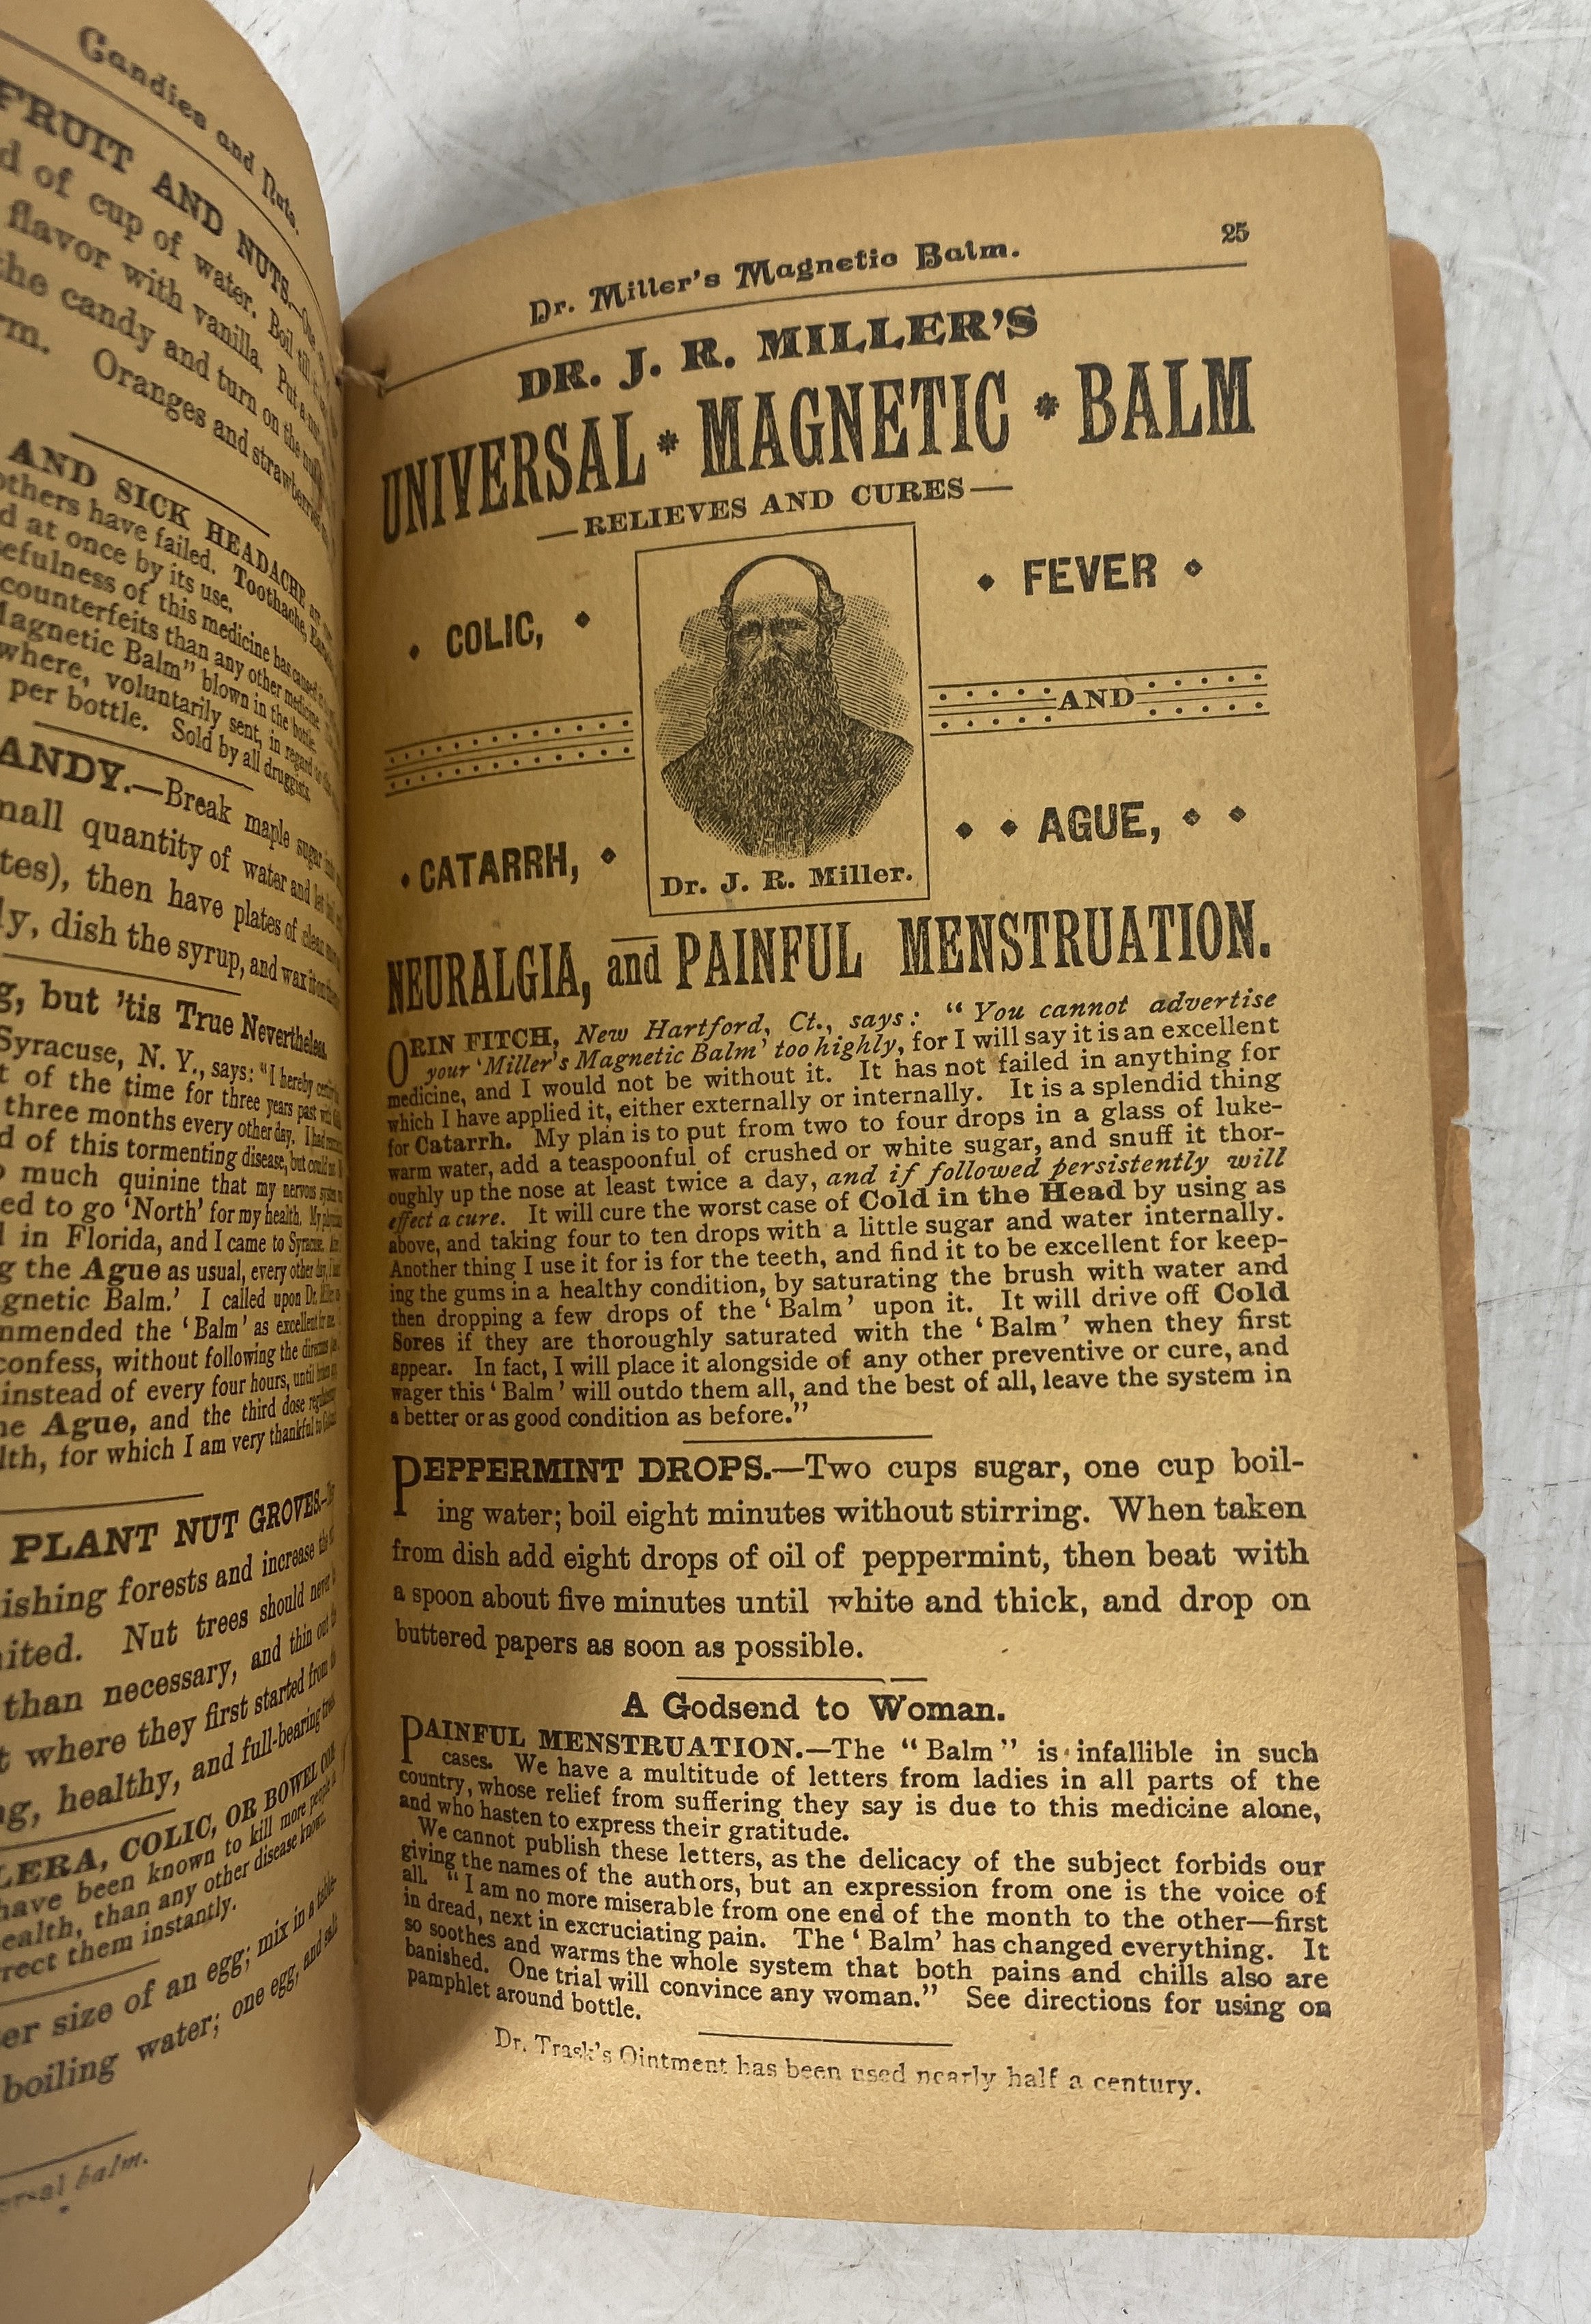 Candies and Nuts.
FRUIT AND NUTS.—One
d of cup of water. Boil till
flavor with vanilla. Put a
the candy and turn on the
rm. Oranges and strawberries
AND SICK HEADACHE
others have failed. Toothache,
d at once by its use.
efulness of this medicine has caused
counterfeits than any other medicine.
Magnetic Balm" blown in the bottle.
where, voluntarily sent, in regard to
per bottle. Sold by all druggists.
ANDY.—Break maple sugar
mall quantity of water and let
tes), then have plates of clean
ly, dish the syrup, and wax
g, but 'tis True Nevertheless.
Syracuse, N. Y., says: "I hereby
t of the time for three years past
three months every other day. I had
d of this tormenting disease, but could
o much quinine that my nervous
ed to go 'North' for my health. My
d in Florida, and I came to Syracuse.
g the Ague as usual, every other day,
gnetic Balm.' I called upon Dr.
mmended the 'Balm' as excellent
confess, without following the directions
instead of every four hours, until
he Ague, and the third dose
lth, for which I am very thankful to
PLANT NUT GROVES.—
ishing forests and increase the
ited. Nut trees should never
than necessary, and thin out
t where they first started from
ng, healthy, and full-bearing
LERA, COLIC, OR BOWEL
have been known to kill more people
ealth, than any other disease known.
rrect them instantly.
er size of an egg; mix in a
boiling water; one egg, and
ersal balm.
Dr. Miller's Magnetic Balm. 25
DR. J. R. MILLER'S
UNIVERSAL * MAGNETIC * BALM
—RELIEVES AND CURES—
COLIC,
FEVER
AND
CATARRH,
AGUE,
Dr. J. R. Miller.
NEURALGIA, and PAINFUL MENSTRUATION.
ORIN FITCH, New Hartford, Ct., says: "You cannot advertise
your 'Miller's Magnetic Balm' too highly, for I will say it is an excellent
medicine, and I would not be without it. It has not failed in anything for
which I have applied it, either externally or internally. It is a splendid thing
for Catarrh. My plan is to put from two to four drops in a glass of luke-
warm water, add a teaspoonful of crushed or white sugar, and snuff it thor-
oughly up the nose at least twice a day, and if followed persistently will
effect a cure. It will cure the worst case of Cold in the Head by using as
above, and taking four to ten drops with a little sugar and water internally.
Another thing I use it for is for the teeth, and find it to be excellent for keep-
ing the gums in a healthy condition, by saturating the brush with water and
then dropping a few drops of the 'Balm' upon it. It will drive off Cold
Sores if they are thoroughly saturated with the 'Balm' when they first
appear. In fact, I will place it alongside of any other preventive or cure, and
wager this 'Balm' will outdo them all, and the best of all, leave the system in
a better or as good condition as before."
PEPPERMINT DROPS.—Two cups sugar, one cup boil-
ing water; boil eight minutes without stirring. When taken
from dish add eight drops of oil of peppermint, then beat with
a spoon about five minutes until white and thick, and drop on
buttered papers as soon as possible.
A Godsend to Woman.
PAINFUL MENSTRUATION.—The "Balm" is infallible in such
cases. We have a multitude of letters from ladies in all parts of the
country, whose relief from suffering they say is due to this medicine alone,
and who hasten to express their gratitude.
We cannot publish these letters, as the delicacy of the subject forbids our
giving the names of the authors, but an expression from one is the voice of
all. "I am no more miserable from one end of the month to the other—first
in dread, next in excruciating pain. The 'Balm' has changed everything. It
so soothes and warms the whole system that both pains and chills also are
banished. One trial will convince any woman." See directions for using on
pamphlet around bottle.
Dr. Trask's Ointment has been used nearly half a century.